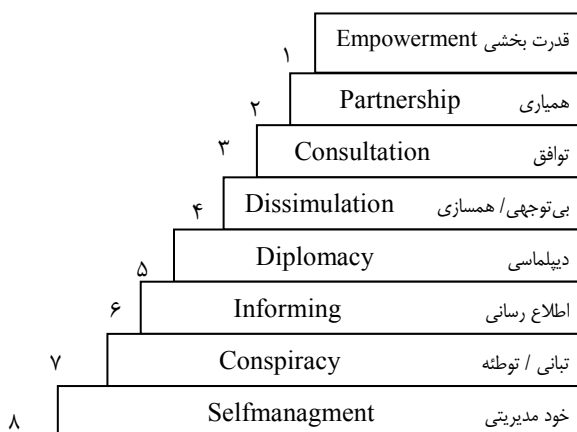 ۱ Empowerment قدرت بخشی
۲ Partnership همیاری
۳ Consultation توافق
۴ Dissimulation بی‌توجهی/ همسازی
۵ Diplomacy دیپلماسی
۶ Informing اطلاع رسانی
۷ Conspiracy تبانی / توطئه
۸ Selfmanagment خود مدیریتی